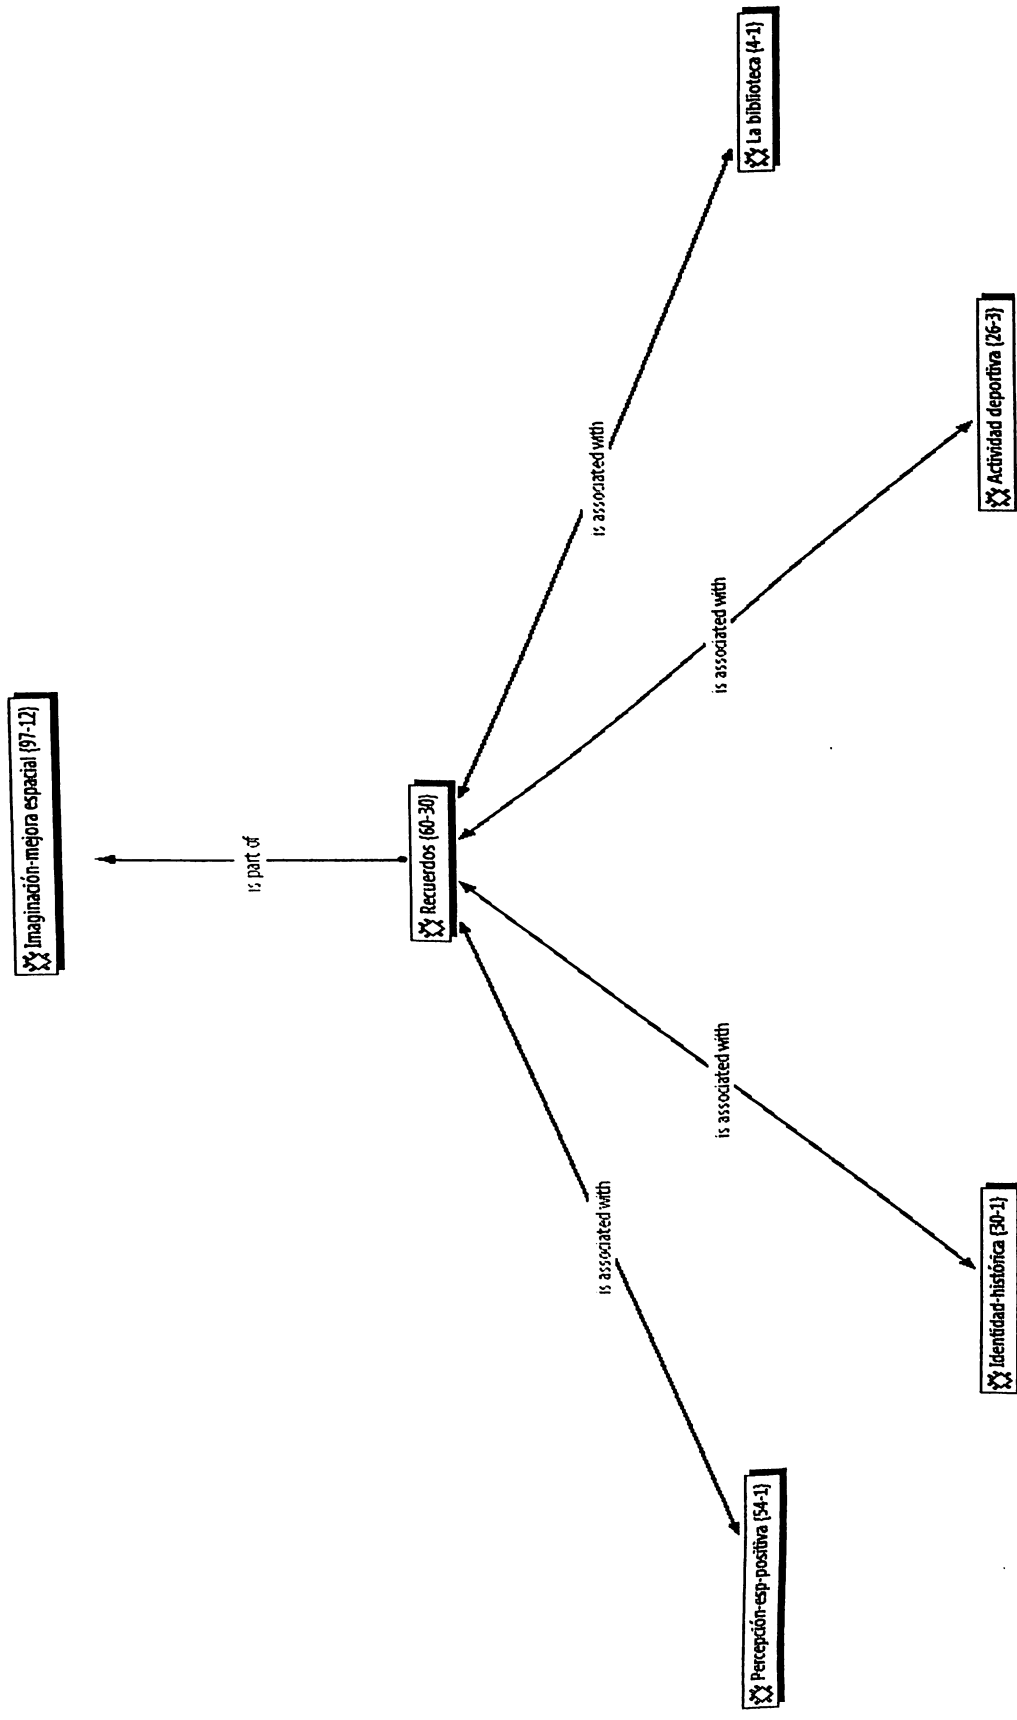 Imaginación-mejora espacial {97-12}
is part of
Recuerdos {60-30}
is associated with
is associated with
is associated with
is associated with
Percepción-esp-positiva {54-1}
Identidad-histórica {30-1}
Actividad deportiva {26-3}
La biblioteca {4-1}